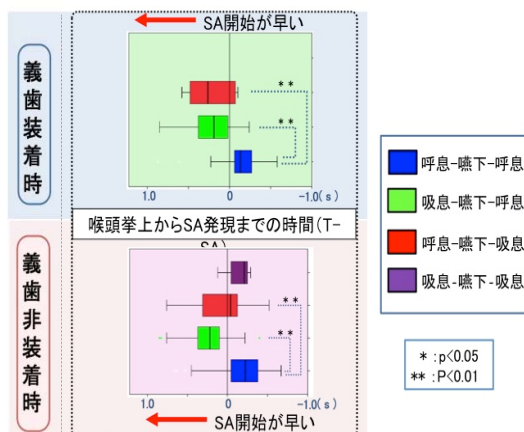 SA開始が早い
義歯装着時
**
**
1.0
0
-1.0(s)
喉頭挙上からSA発現までの時間(T-
SA)
義歯非装着時
**
**
1.0
0
-1.0(s)
SA開始が早い
呼息-嚥下-呼息
吸息-嚥下-呼息
呼息-嚥下-吸息
吸息-嚥下-吸息
* :p<0.05
** :P<0.01